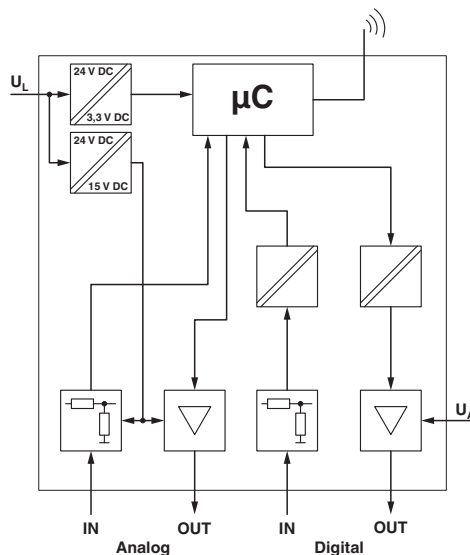 24 V DC
U_L
µC
3,3 V DC
24 V DC
15 V DC
U_A
IN OUT IN OUT
Analog Digital